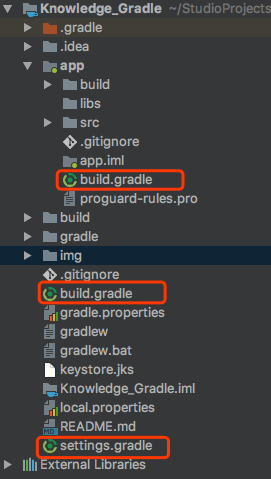 Knowledge_Gradle ~/StudioProjects
.gradle
.idea
app
build
libs
src
.gitignore
app.iml
build.gradle
proguard-rules.pro
build
gradle
img
.gitignore
build.gradle
gradle.properties
gradlew
gradlew.bat
keystore.jks
Knowledge_Gradle.iml
local.properties
README.md
settings.gradle
External Libraries